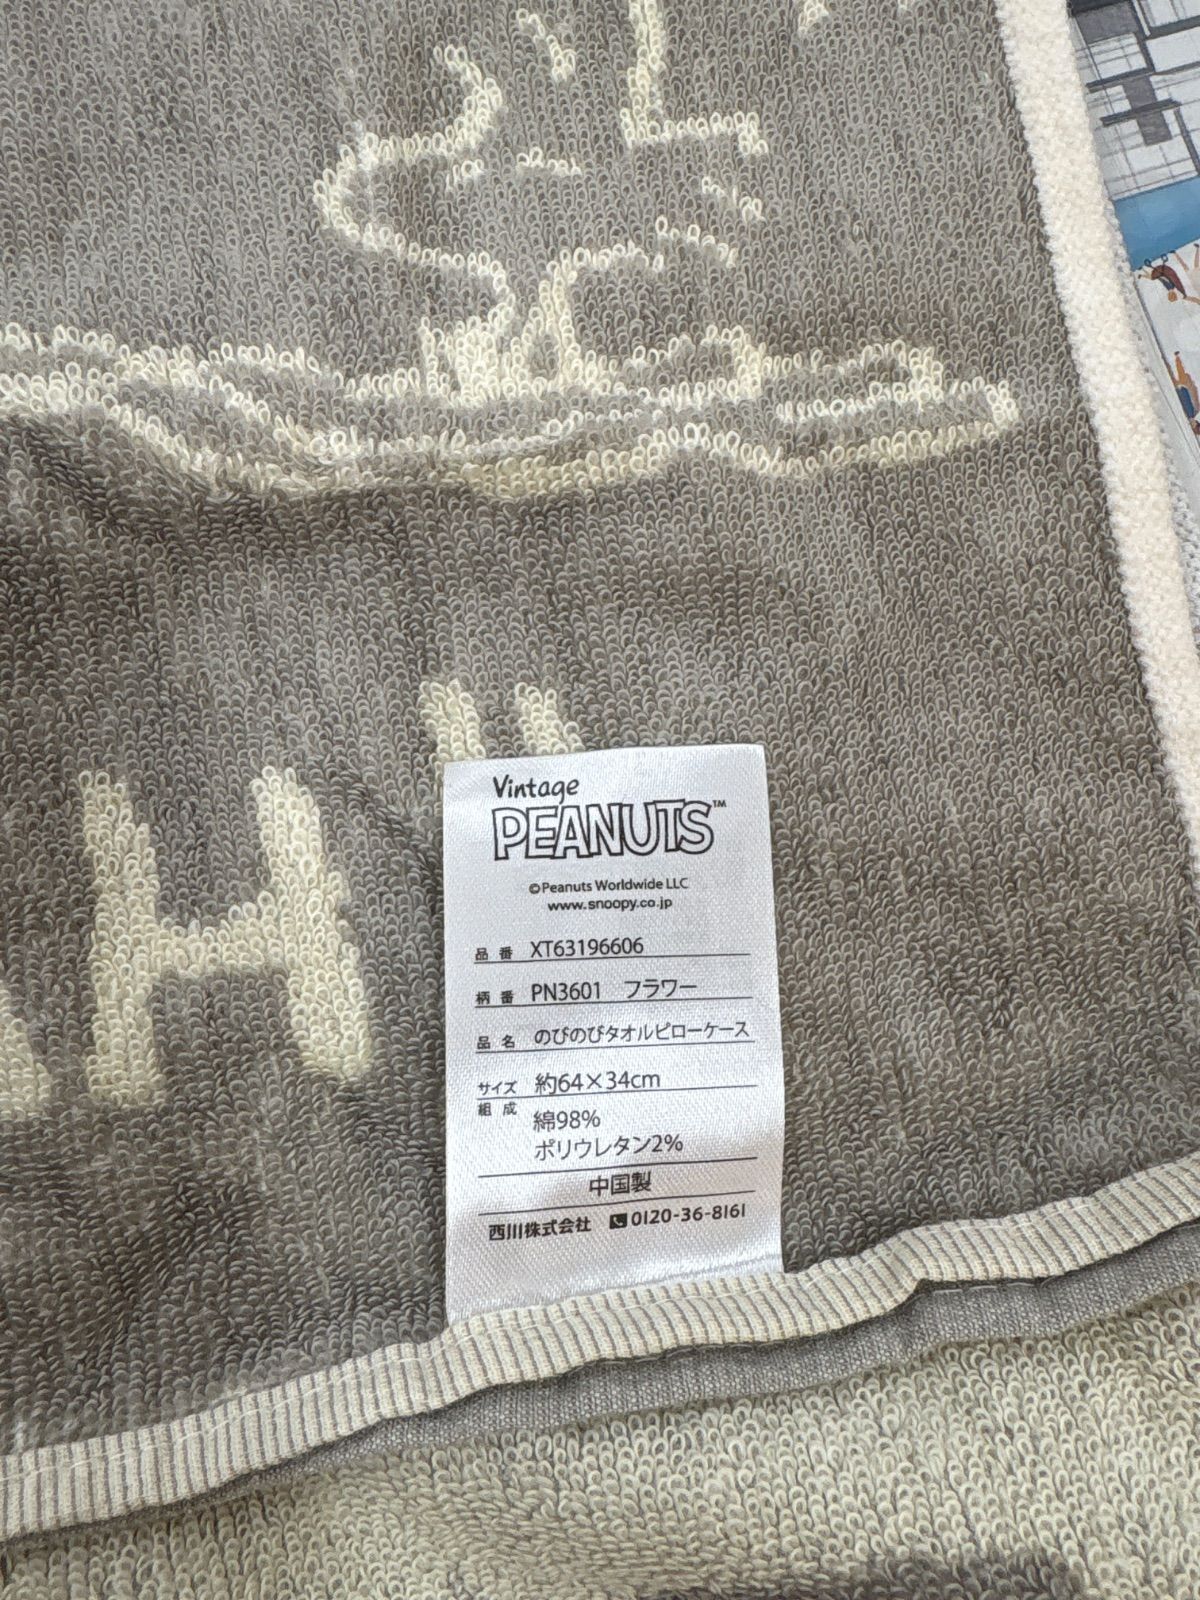 Vintage
PEANUTS™
©Peanuts Worldwide LLC
www.snoopy.co.jp
品番 XT63196606
柄番 PN3601 フラワー
品名 のびのびタオルピローケース
サイズ 約64×34cm
組成 綿98%
ポリウレタン2%
中国製
西川株式会社 0120-36-8161
H